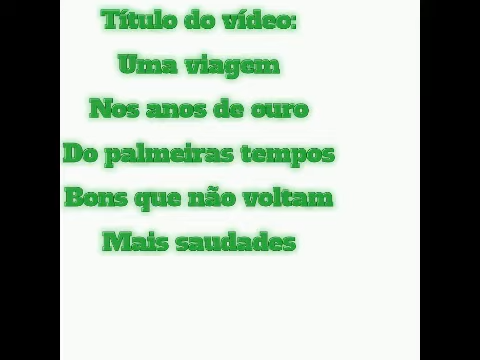 Título do vídeo:
Uma viagem
Nos anos de ouro
Do palmeiras tempos
Bons que não voltam
Mais saudades